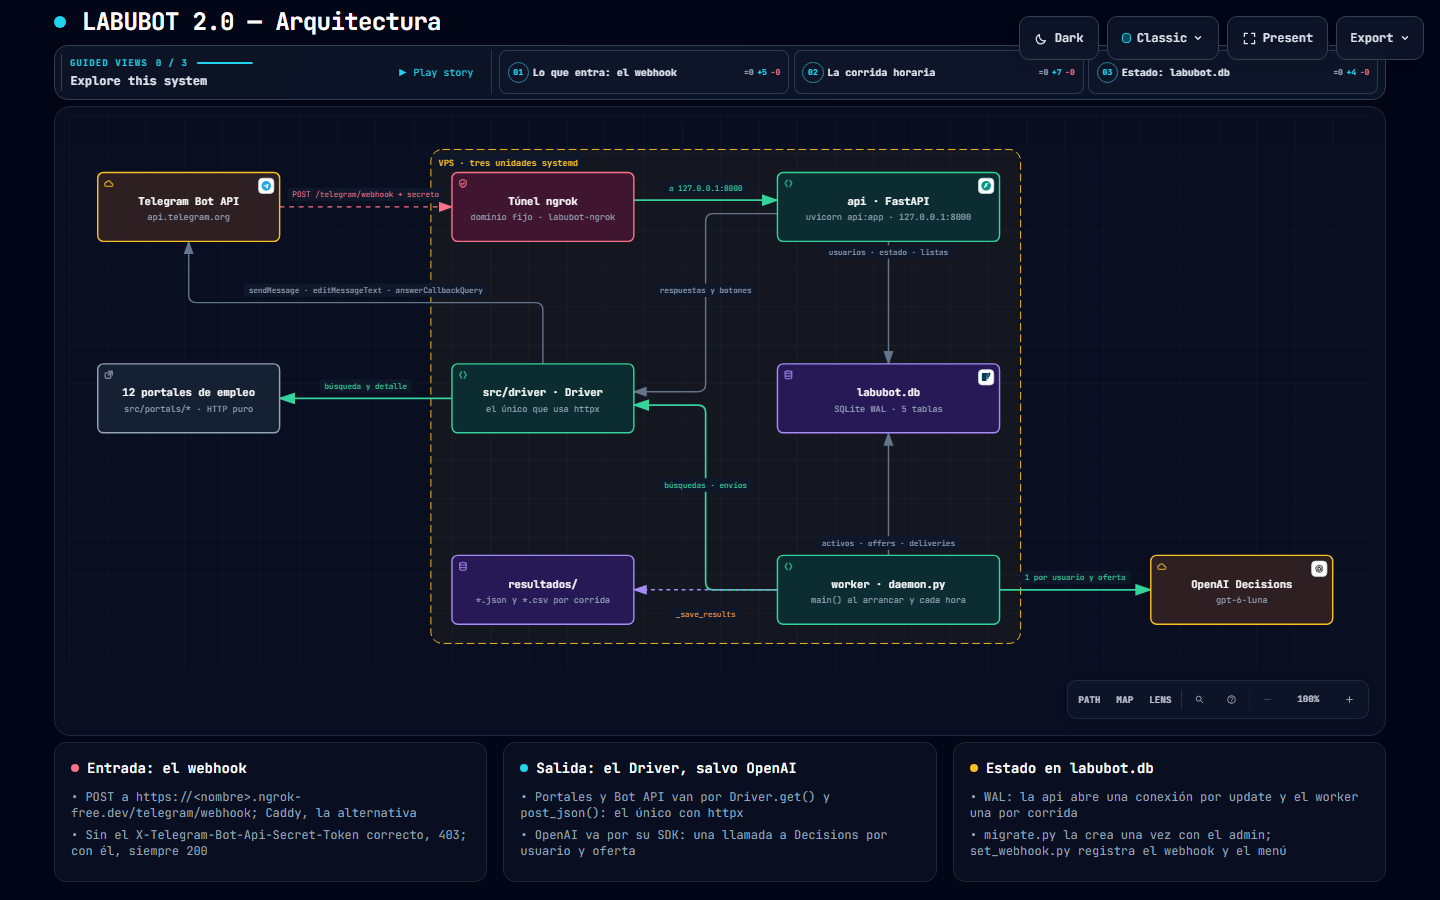 LABUBOT 2.0 — Arquitectura
Dark
Classic
Present
Export
GUIDED VIEWS 0 / 3
Explore this system
Play story
01 Lo que entra: el webhook
=0 +5 -0
02 La corrida horaria
=0 +7 -0
03 Estado: labubot.db
=0 +4 -0
VPS · tres unidades systemd
Telegram Bot API
api.telegram.org
POST /telegram/webhook + secreto
Túnel ngrok
dominio fijo · labubot-ngrok
a 127.0.0.1:8000
api · FastAPI
uvicorn api:app · 127.0.0.1:8000
usuarios · estado · listas
sendMessage · editMessageText · answerCallbackQuery
respuestas y botones
12 portales de empleo
src/portals/* · HTTP puro
búsqueda y detalle
src/driver · Driver
el único que usa httpx
labubot.db
SQLite WAL · 5 tablas
búsquedas · envíos
activos · offers · deliveries
resultados/
*.json y *.csv por corrida
_save_results
worker · daemon.py
main() al arrancar y cada hora
1 por usuario y oferta
OpenAI Decisions
gpt-6-luna
PATH
MAP
LENS
100%
Entrada: el webhook
• POST a https://<nombre>.ngrok-
free.dev/telegram/webhook; Caddy, la alternativa
• Sin el X-Telegram-Bot-Api-Secret-Token correcto, 403;
con él, siempre 200
Salida: el Driver, salvo OpenAI
• Portales y Bot API van por Driver.get() y
post_json(): el único con httpx
• OpenAI va por su SDK: una llamada a Decisions por
usuario y oferta
Estado en labubot.db
• WAL: la api abre una conexión por update y el worker
una por corrida
• migrate.py la crea una vez con el admin;
set_webhook.py registra el webhook y el menú